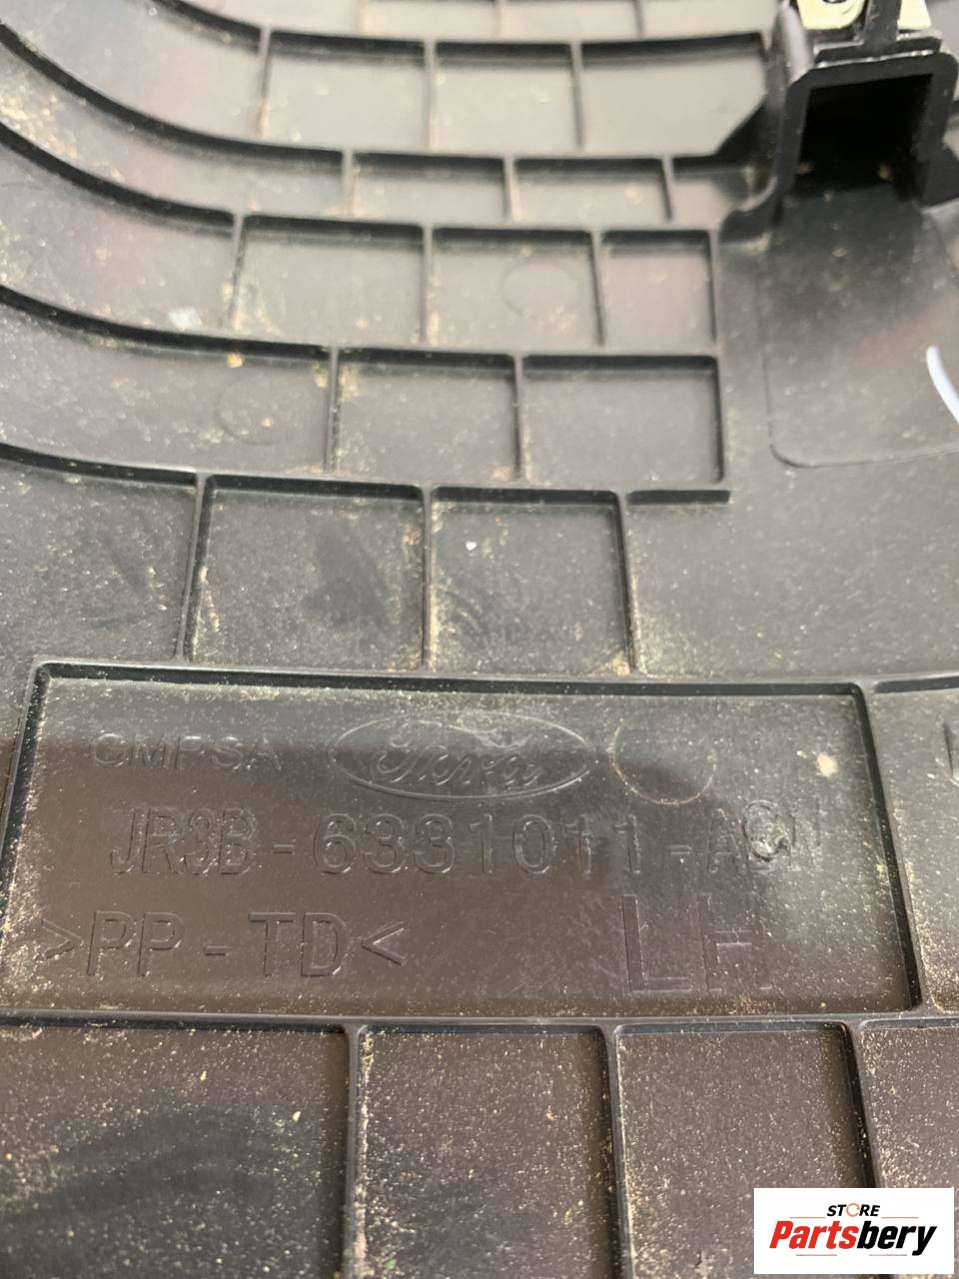 CMPSA Ford
JR3B-6331011-A
>PP-TD<
LH
STORE
Partsbery